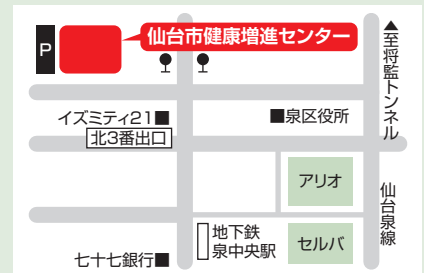 P
仙台市健康増進センター
▲至将監トンネル
イズミティ21■
■泉区役所
北3番出口
アリオ
仙台泉線
地下鉄
泉中央駅
セルバ
七十七銀行■